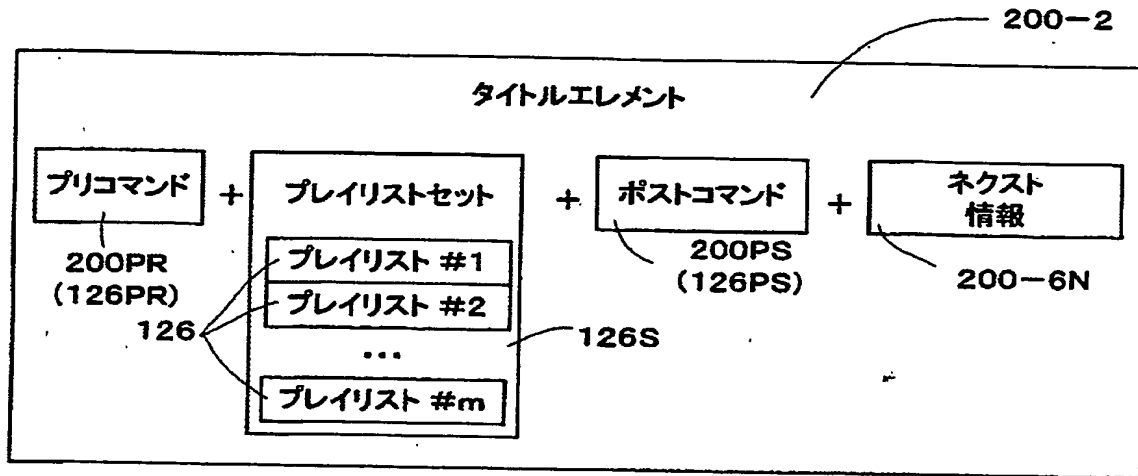 200-2
タイトルエレメント
プリコマンド
+
プレイリストセット
+
ポストコマンド
+
ネクスト
情報
200PR
(126PR)
プレイリスト #1
プレイリスト #2
...
プレイリスト #m
126
126S
200PS
(126PS)
200-6N